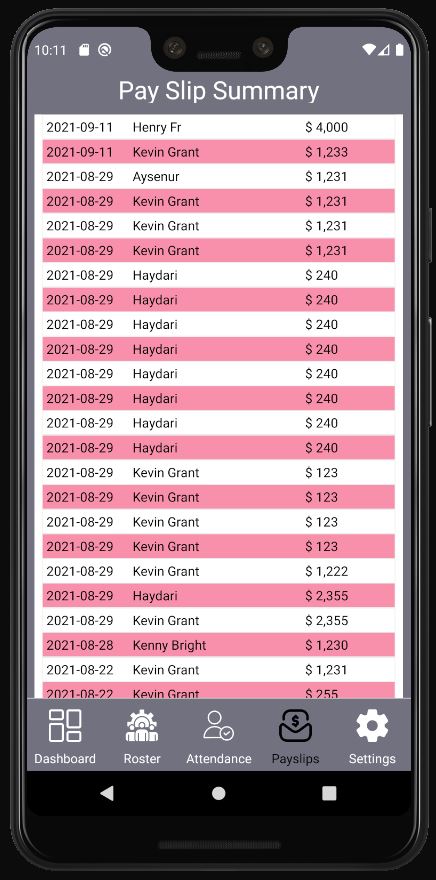 10:11
Pay Slip Summary
2021-09-11 Henry Fr $ 4,000
2021-09-11 Kevin Grant $ 1,233
2021-08-29 Aysenur $ 1,231
2021-08-29 Kevin Grant $ 1,231
2021-08-29 Kevin Grant $ 1,231
2021-08-29 Kevin Grant $ 1,231
2021-08-29 Haydari $ 240
2021-08-29 Haydari $ 240
2021-08-29 Haydari $ 240
2021-08-29 Haydari $ 240
2021-08-29 Haydari $ 240
2021-08-29 Haydari $ 240
2021-08-29 Haydari $ 240
2021-08-29 Haydari $ 240
2021-08-29 Kevin Grant $ 123
2021-08-29 Kevin Grant $ 123
2021-08-29 Kevin Grant $ 123
2021-08-29 Kevin Grant $ 123
2021-08-29 Kevin Grant $ 1,222
2021-08-29 Haydari $ 2,355
2021-08-29 Kevin Grant $ 2,355
2021-08-28 Kenny Bright $ 1,230
2021-08-22 Kevin Grant $ 1,231
2021-08-22 Kevin Grant $ 255
Dashboard Roster Attendance Payslips Settings